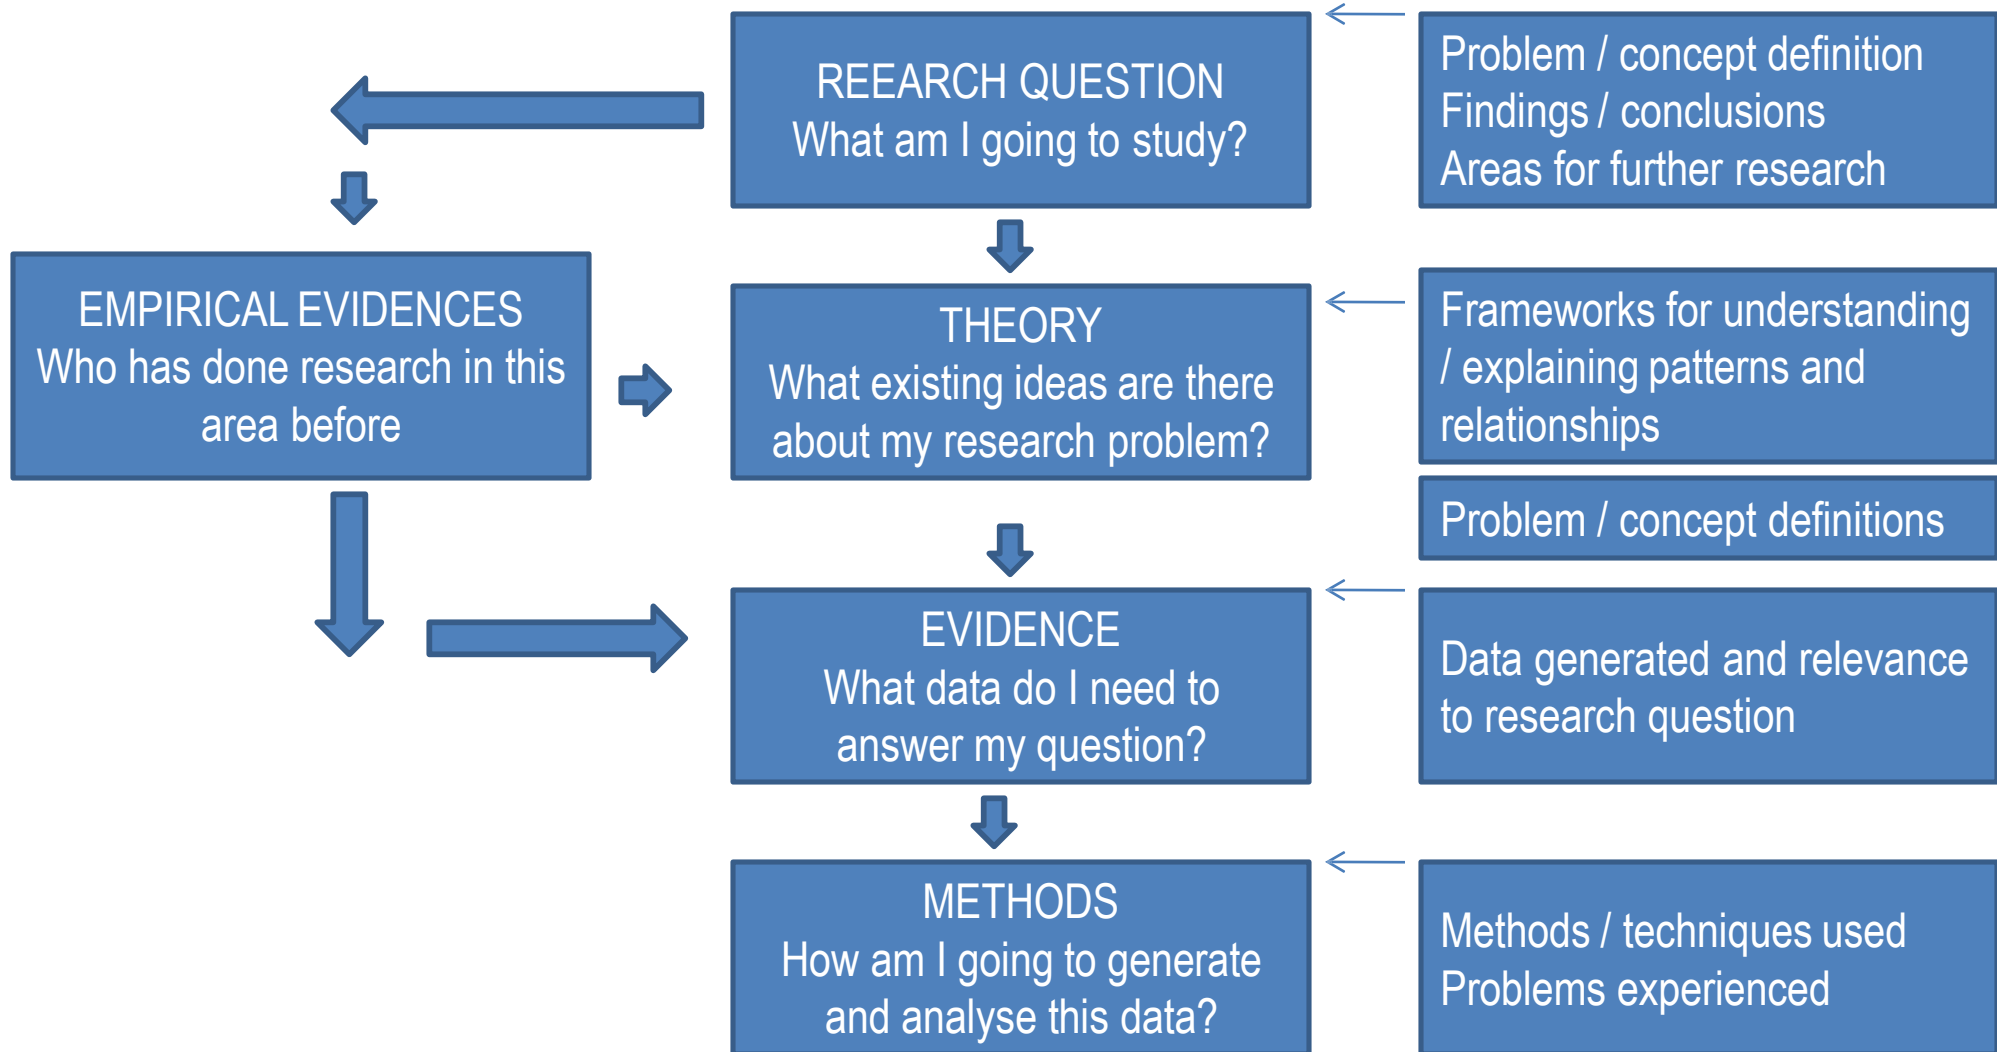 REEARCH QUESTION
What am I going to study?
Problem / concept definition
Findings / conclusions
Areas for further research
EMPIRICAL EVIDENCES
Who has done research in this
area before
THEORY
What existing ideas are there
about my research problem?
Frameworks for understanding
/ explaining patterns and
relationships
Problem / concept definitions
EVIDENCE
What data do I need to
answer my question?
Data generated and relevance
to research question
METHODS
How am I going to generate
and analyse this data?
Methods / techniques used
Problems experienced